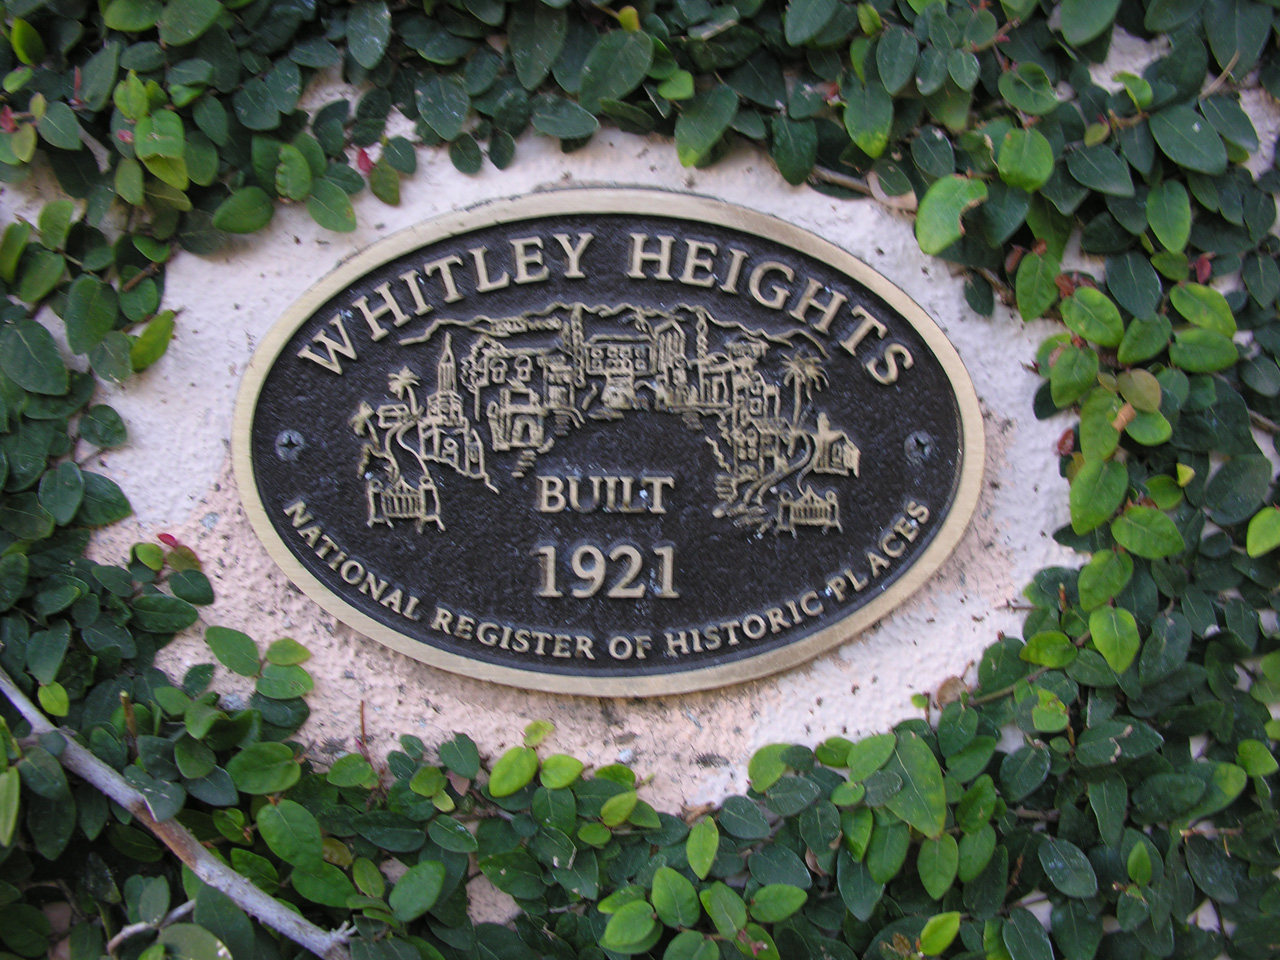 WHITLEY HEIGHTS
BUILT
1921
NATIONAL REGISTER OF HISTORIC PLACES